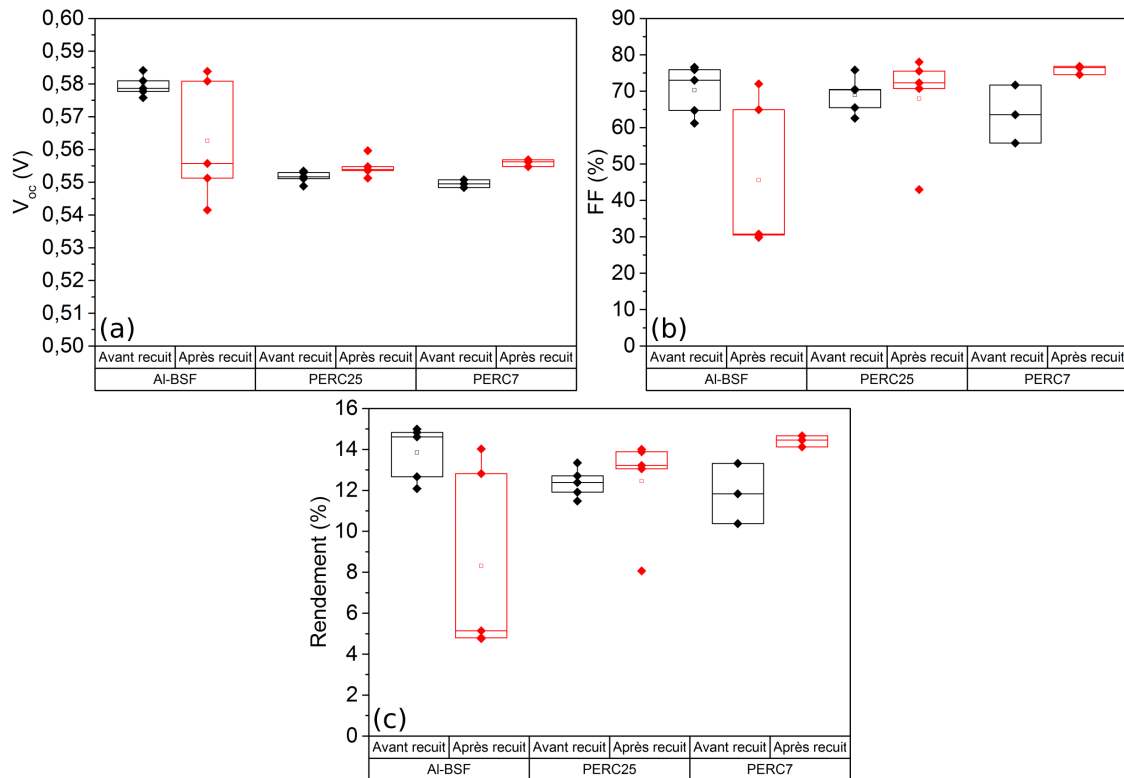 V_oc (V)
0,60
0,59
0,58
0,57
0,56
0,55
0,54
0,53
0,52
0,51
0,50
(a)
Avant recuit Après recuit Avant recuit Après recuit Avant recuit Après recuit
Al-BSF PERC25 PERC7
FF (%)
90
80
70
60
50
40
30
20
10
0
(b)
Avant recuit Après recuit Avant recuit Après recuit Avant recuit Après recuit
Al-BSF PERC25 PERC7
Rendement (%)
16
14
12
10
8
6
4
2
0
(c)
Avant recuit Après recuit Avant recuit Après recuit Avant recuit Après recuit
Al-BSF PERC25 PERC7